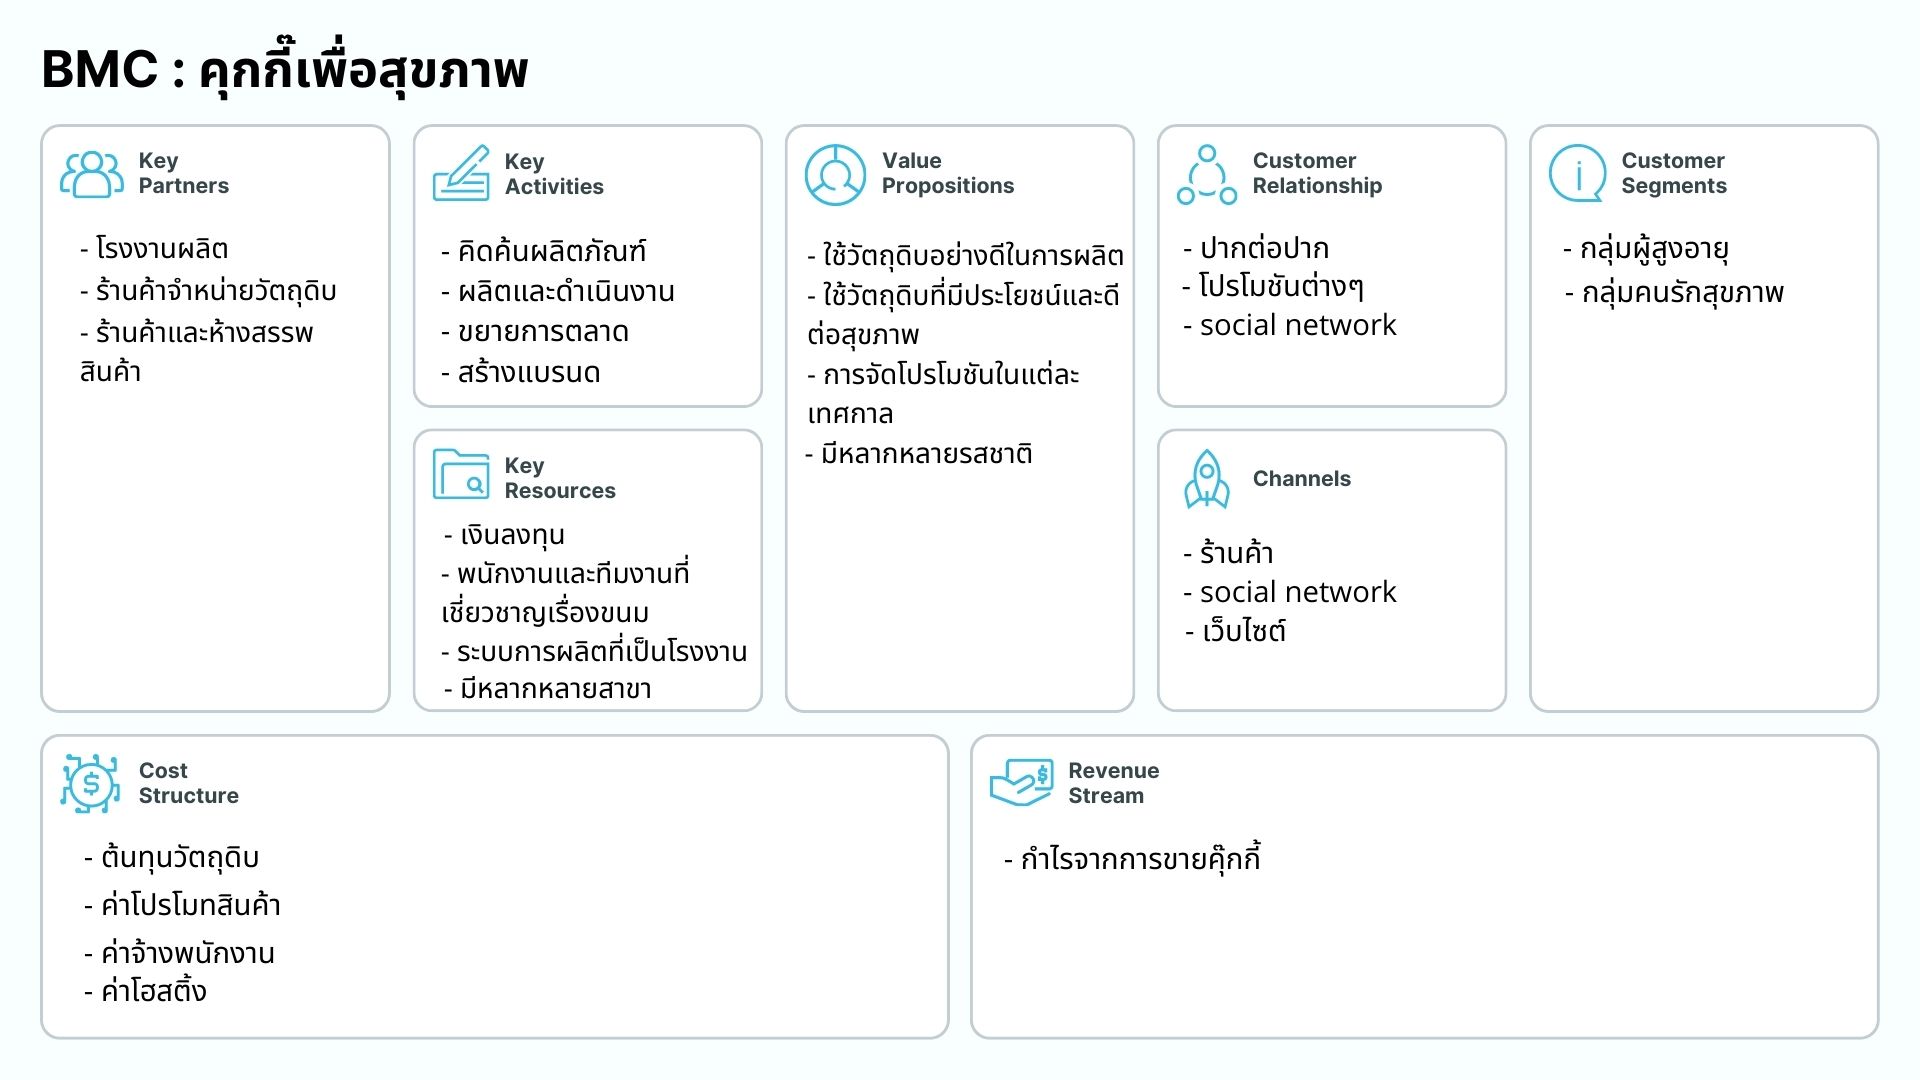 BMC : คุกกี๊เพื่อสุขภาพ
Key
Partners
- โรงงานผลิต
- ร้านค้าจำหน่ายวัตถุดิบ
- ร้านค้าและห้างสรรพ
สินค้า
Key
Activities
- คิดค้นผลิตภัณฑ์
- ผลิตและดำเนินงาน
- ขยายการตลาด
- สร้างแบรนด
Key
Resources
- เงินลงทุน
- พนักงานและทีมงานที่
เชี่ยวชาญเรื่องขนม
- ระบบการผลิตที่เป็นโรงงาน
- มีหลากหลายสาขา
Value
Propositions
- ใช้วัตถุดิบอย่างดีในการผลิต
- ใช้วัตถุดิบที่มีประโยชน์และดี
ต่อสุขภาพ
- การจัดโปรโมชันในแต่ละ
เทศกาล
- มีหลากหลายรสชาติ
Customer
Relationship
- ปากต่อปาก
- โปรโมชันต่างๆ
- social network
Channels
- ร้านค้า
- social network
- เว็บไซต์
Customer
Segments
- กลุ่มผู้สูงอายุ
- กลุ่มคนรักสุขภาพ
Cost
Structure
- ต้นทุนวัตถุดิบ
- ค่าโปรโมทสินค้า
- ค่าจ้างพนักงาน
- ค่าโฮสติ้ง
Revenue
Stream
- กำไรจากการขายคุ๊กกี้